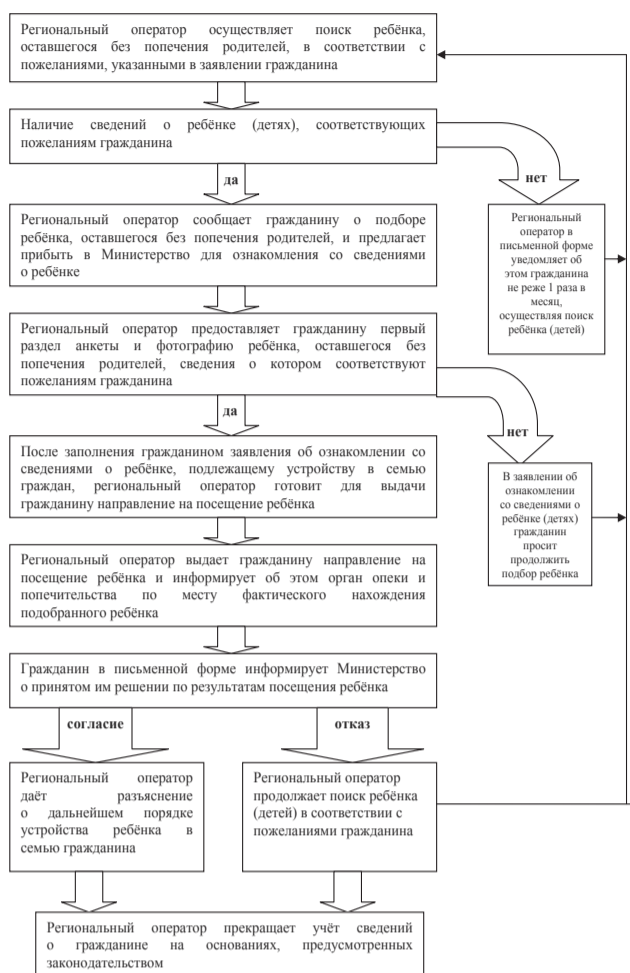 Региональный оператор осуществляет поиск ребёнка,
оставшегося без попечения родителей, в соответствии с
пожеланиями, указанными в заявлении гражданина
Наличие сведений о ребёнке (детях), соответствующих
пожеланиям гражданина
да
нет
Региональный оператор сообщает гражданину о подборе
ребёнка, оставшегося без попечения родителей, и предлагает
прибыть в Министерство для ознакомления со сведениями
о ребёнке
Региональный
оператор в
письменной форме
уведомляет об
этом гражданина
не реже 1 раза в
месяц,
осуществляя поиск
ребёнка (детей)
Региональный оператор предоставляет гражданину первый
раздел анкеты и фотографию ребёнка, оставшегося без
попечения родителей, сведения о котором соответствуют
пожеланиям гражданина
да
нет
После заполнения гражданином заявления об ознакомлении со
сведениями о ребёнке, подлежащему устройству в семью
граждан, региональный оператор готовит для выдачи
гражданину направление на посещение ребёнка
В заявлении об
ознакомлении
со сведениями о
ребёнке (детях)
гражданин
просит
продолжить
подбор ребёнка
Региональный оператор выдает гражданину направление на
посещение ребёнка и информирует об этом орган опеки и
попечительства по месту фактического нахождения
подобранного ребёнка
Гражданин в письменной форме информирует Министерство
о принятом им решении по результатам посещения ребёнка
согласие
отказ
Региональный оператор
даёт разъяснение
о дальнейшем порядке
устройства ребёнка в
семью гражданина
Региональный оператор
продолжает поиск ребёнка
(детей) в соответствии с
пожеланиями гражданина
Региональный оператор прекращает учёт сведений
о гражданине на основаниях, предусмотренных
законодательством